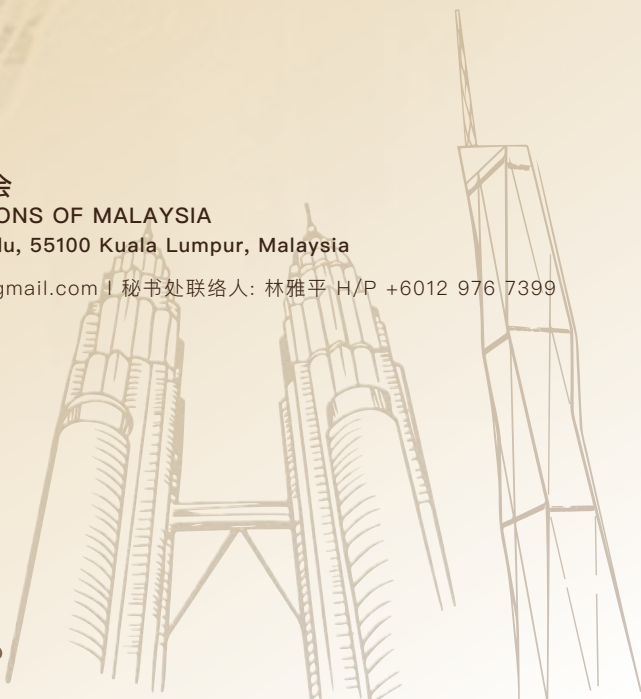 会
ONS OF MALAYSIA
lu, 55100 Kuala Lumpur, Malaysia
gmail.com | 秘书处联络人: 林雅平 H/P +6012 976 7399